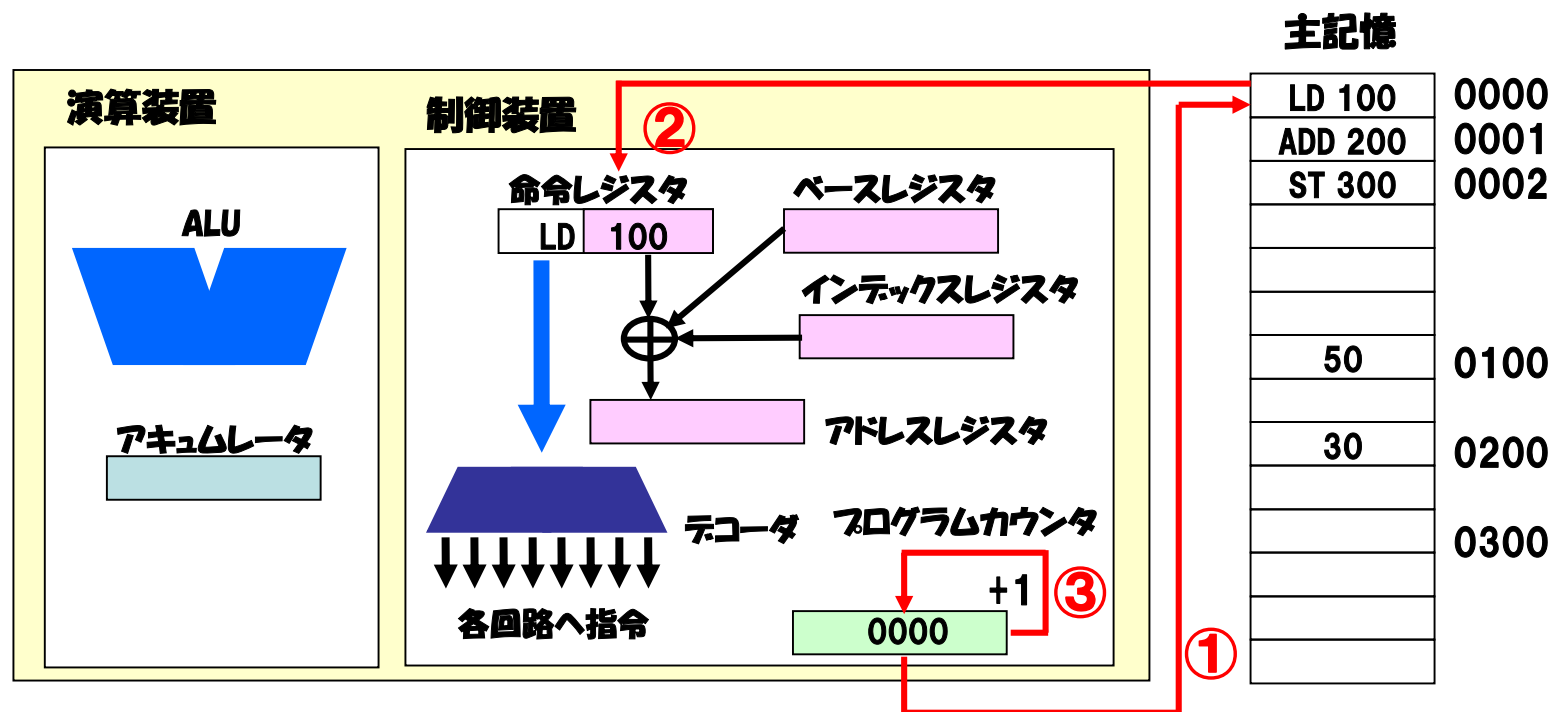 主記憶
演算装置
制御装置
②
LD 100 0000
ADD 200 0001
ST 300 0002
命令レジスタ
ベースレジスタ
LD 100
ALU
インデックスレジスタ
50 0100
アドレスレジスタ
アキュムレータ
30 0200
デコーダ
プログラムカウンタ
0300
+1
③
各回路へ指令
0000
①